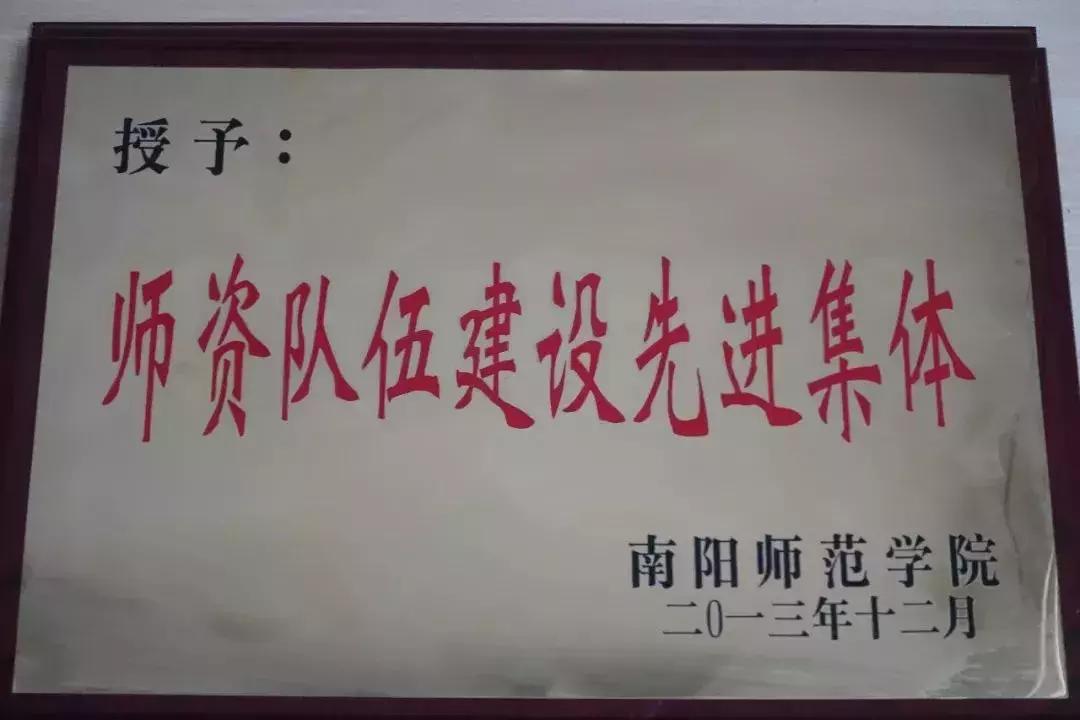 授予：
师资队伍建设先进集体
南阳师范学院
二0一三年十二月